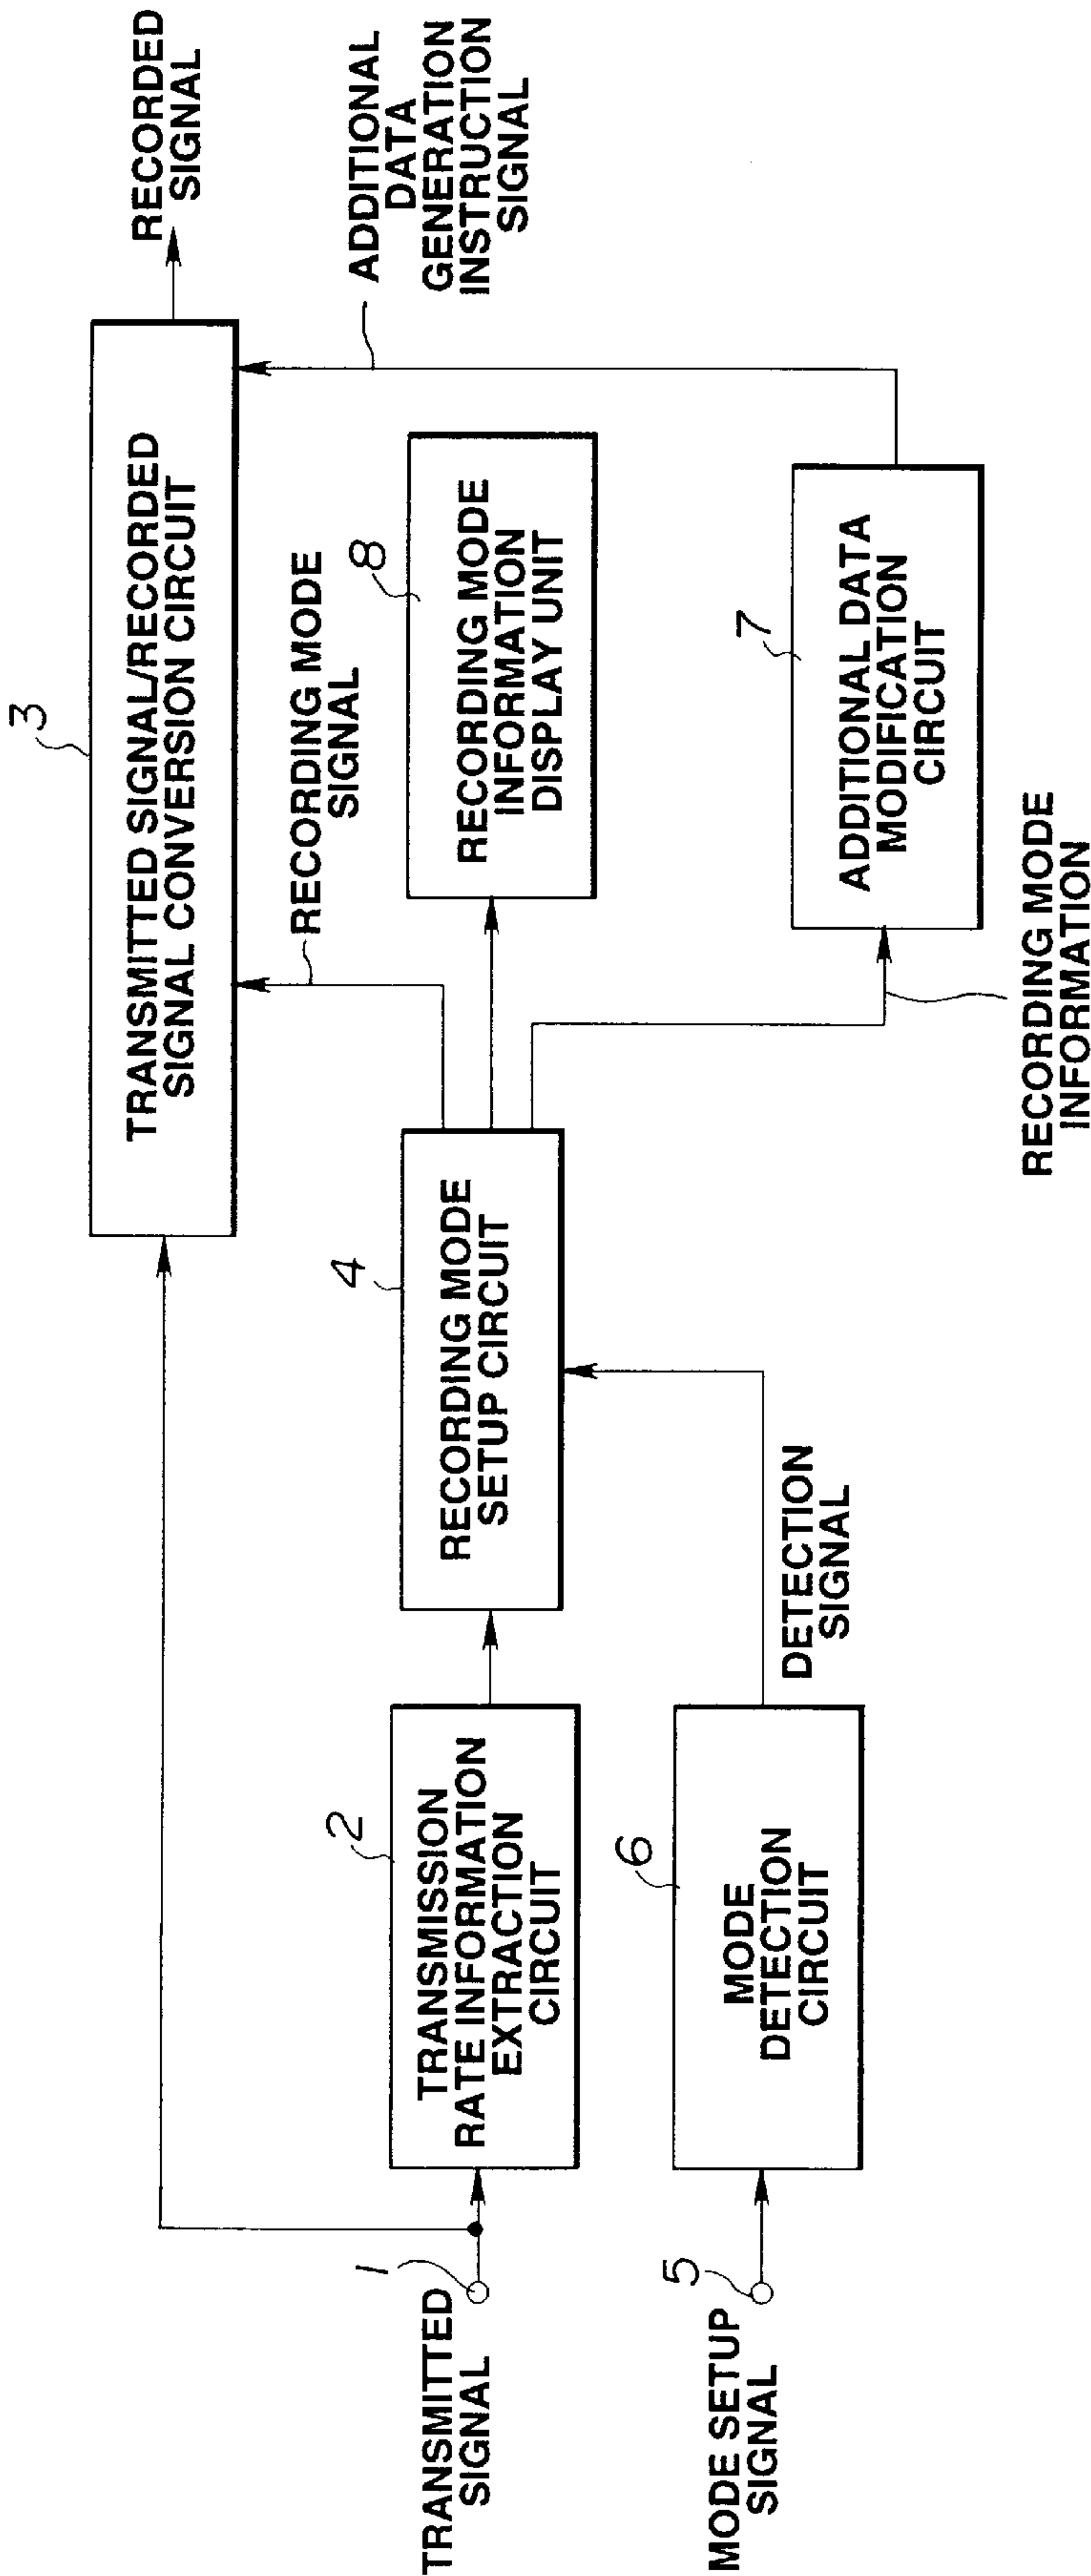 3
TRANSMITTED SIGNAL/RECORDED
SIGNAL CONVERSION CIRCUIT
RECORDED
SIGNAL
ADDITIONAL
DATA
GENERATION
INSTRUCTION
SIGNAL
RECORDING MODE
SIGNAL
1
TRANSMITTED
SIGNAL
2
TRANSMISSION
RATE INFORMATION
EXTRACTION
CIRCUIT
4
RECORDING MODE
SETUP CIRCUIT
8
RECORDING MODE
INFORMATION
DISPLAY UNIT
5
MODE SETUP
SIGNAL
6
MODE
DETECTION
CIRCUIT
DETECTION
SIGNAL
7
ADDITIONAL DATA
MODIFICATION
CIRCUIT
RECORDING MODE
INFORMATION